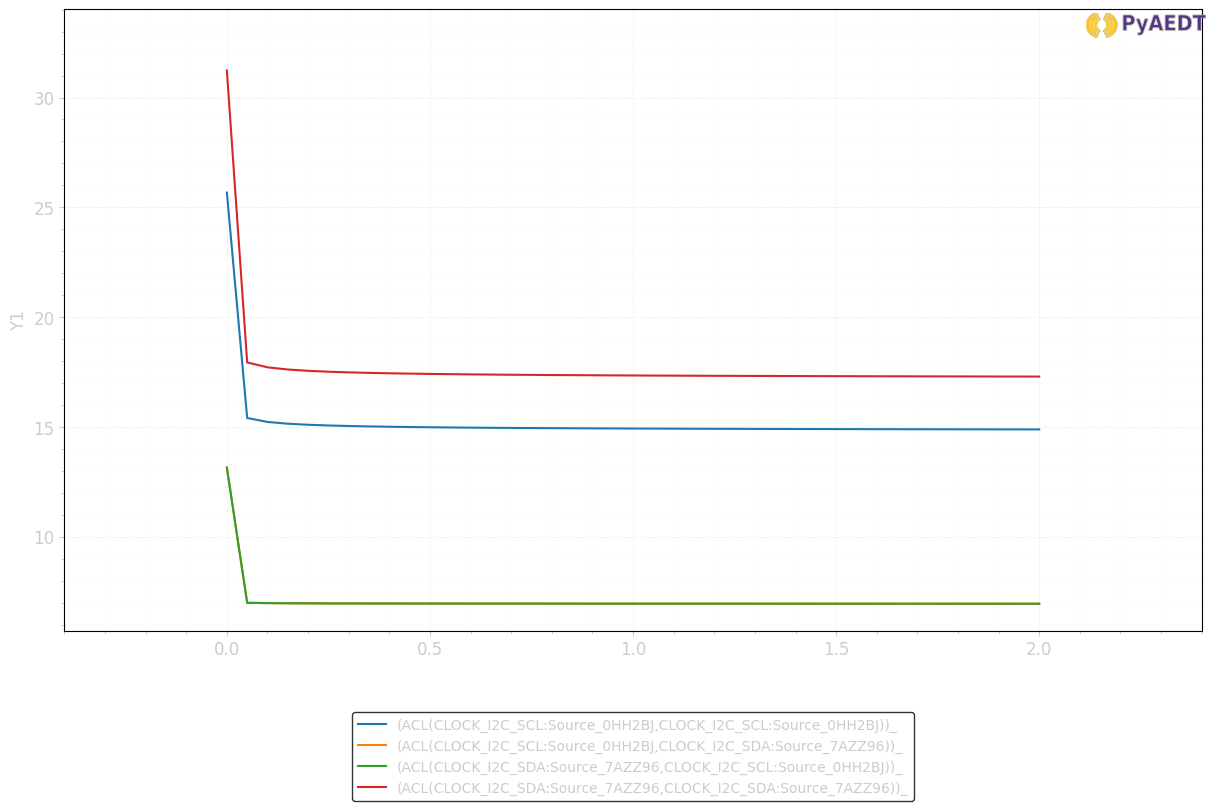 PyAEDT
30
25
20
15
10
Y1
0.0 0.5 1.0 1.5 2.0
(ACL(CLOCK_I2C_SCL:Source_0HH2BJ,CLOCK_I2C_SCL:Source_0HH2BJ))_
(ACL(CLOCK_I2C_SCL:Source_0HH2BJ,CLOCK_I2C_SDA:Source_7AZZ96))_
(ACL(CLOCK_I2C_SDA:Source_7AZZ96,CLOCK_I2C_SCL:Source_0HH2BJ))_
(ACL(CLOCK_I2C_SDA:Source_7AZZ96,CLOCK_I2C_SDA:Source_7AZZ96))_